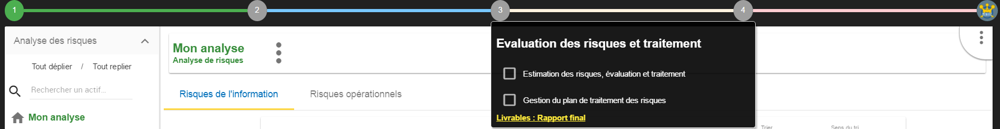 1
2
3
4
Analyse des risques
Tout déplier / Tout replier
Rechercher un actif...
Mon analyse
Mon analyse
Analyse de risques
Risques de l'information
Risques opérationnels
Evaluation des risques et traitement
Estimation des risques, évaluation et traitement
Gestion du plan de traitement des risques
Livrables : Rapport final
Trier
Sens du tri